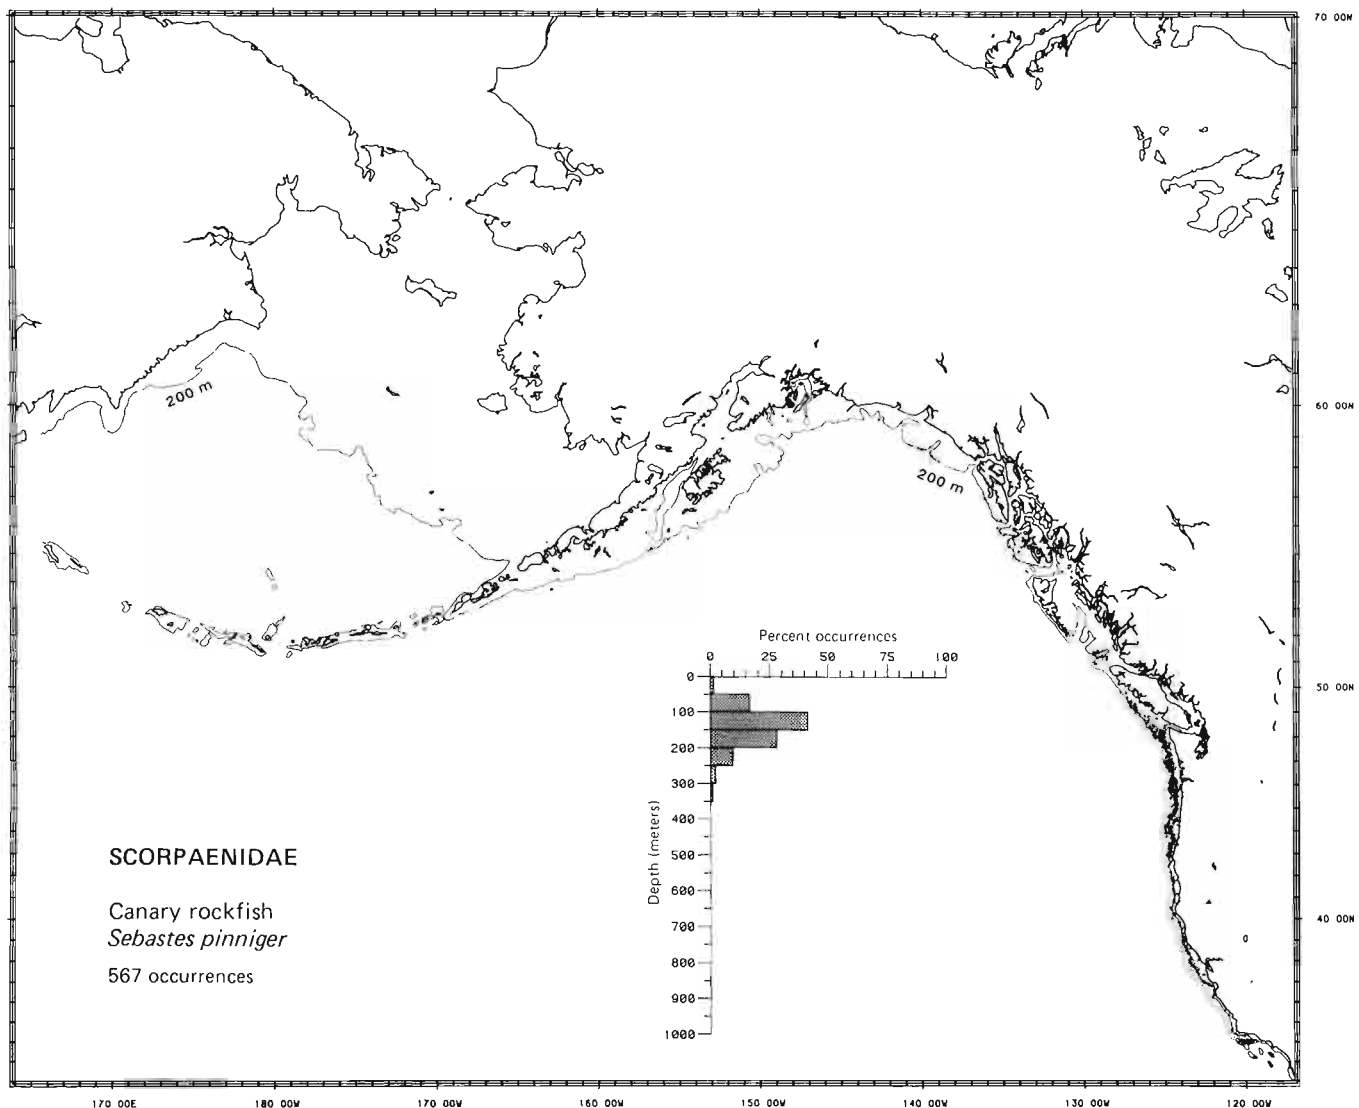 70 00N
200 m
60 00N
200 m
Percent occurrences
0 25 50 75 100
0
100
200
300
400
500
600
700
800
900
1000
Depth (meters)
50 00N
40 00N
SCORPAENIDAE
Canary rockfish
Sebastes pinniger
567 occurrences
170 00E 180 00W 170 00W 160 00W 150 00W 140 00W 130 00W 120 00W